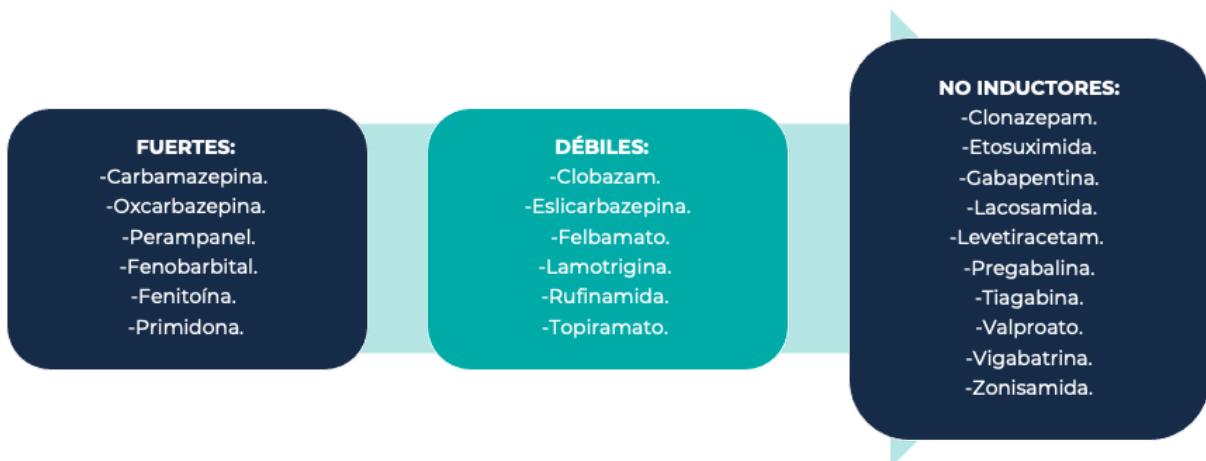 FUERTES:
-Carbamazepina.
-Oxcarbazepina.
-Perampanel.
-Fenobarbital.
-Fenitoína.
-Primidona.
DÉBILES:
-Clobazam.
-Eslicarbazepina.
-Felbamato.
-Lamotrigina.
-Rufinamida.
-Topiramato.
NO INDUCTORES:
-Clonazepam.
-Etosuximida.
-Gabapentina.
-Lacosamida.
-Levetiracetam.
-Pregabalina.
-Tiagabina.
-Valproato.
-Vigabatrina.
-Zonisamida.